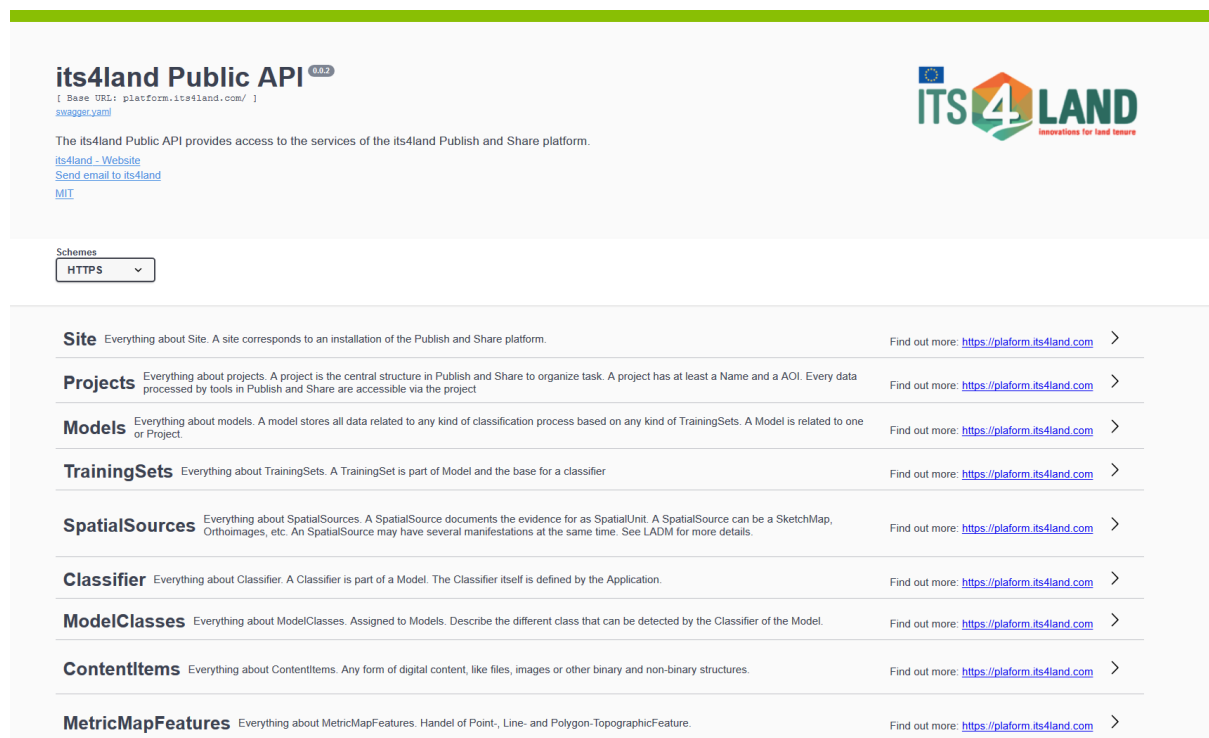 its4land Public API 0.0.2
[ Base URL: platform.its4land.com/ ]
swagger.yaml
The its4land Public API provides access to the services of the its4land Publish and Share platform.
its4land - Website
Send email to its4land
MIT
ITS 4 LAND
innovations for land tenure
Schemes
HTTPS
Site Everything about Site. A site corresponds to an installation of the Publish and Share platform. Find out more: https://plaform.its4land.com
Projects Everything about projects. A project is the central structure in Publish and Share to organize task. A project has at least a Name and a AOI. Every data
processed by tools in Publish and Share are accessible via the project Find out more: https://plaform.its4land.com
Models Everything about models. A model stores all data related to any kind of classification process based on any kind of TrainingSets. A Model is related to one
or Project. Find out more: https://plaform.its4land.com
TrainingSets Everything about TrainingSets. A TrainingSet is part of Model and the base for a classifier Find out more: https://plaform.its4land.com
SpatialSources Everything about SpatialSources. A SpatialSource documents the evidence for as SpatialUnit. A SpatialSource can be a SketchMap,
Orthoimages, etc. An SpatialSource may have several manifestations at the same time. See LADM for more details. Find out more: https://plaform.its4land.com
Classifier Everything about Classifier. A Classifier is part of a Model. The Classifier itself is defined by the Application. Find out more: https://plaform.its4land.com
ModelClasses Everything about ModelClasses. Assigned to Models. Describe the different class that can be detected by the Classifier of the Model. Find out more: https://plaform.its4land.com
ContentItems Everything about ContentItems. Any form of digital content, like files, images or other binary and non-binary structures. Find out more: https://plaform.its4land.com
MetricMapFeatures Everything about MetricMapFeatures. Handel of Point-, Line- and Polygon-TopographicFeature. Find out more: https://plaform.its4land.com